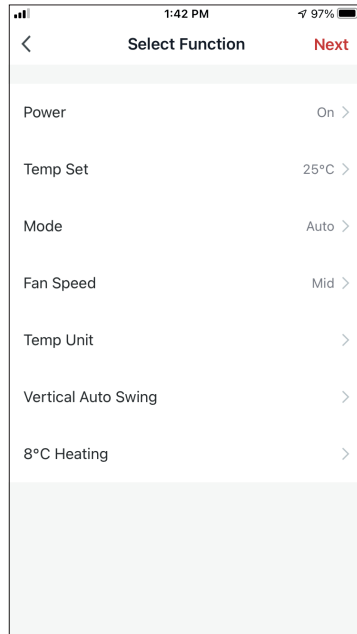 1:42 PM 97%
Select Function Next
Power On
Temp Set 25°C
Mode Auto
Fan Speed Mid
Temp Unit
Vertical Auto Swing
8°C Heating